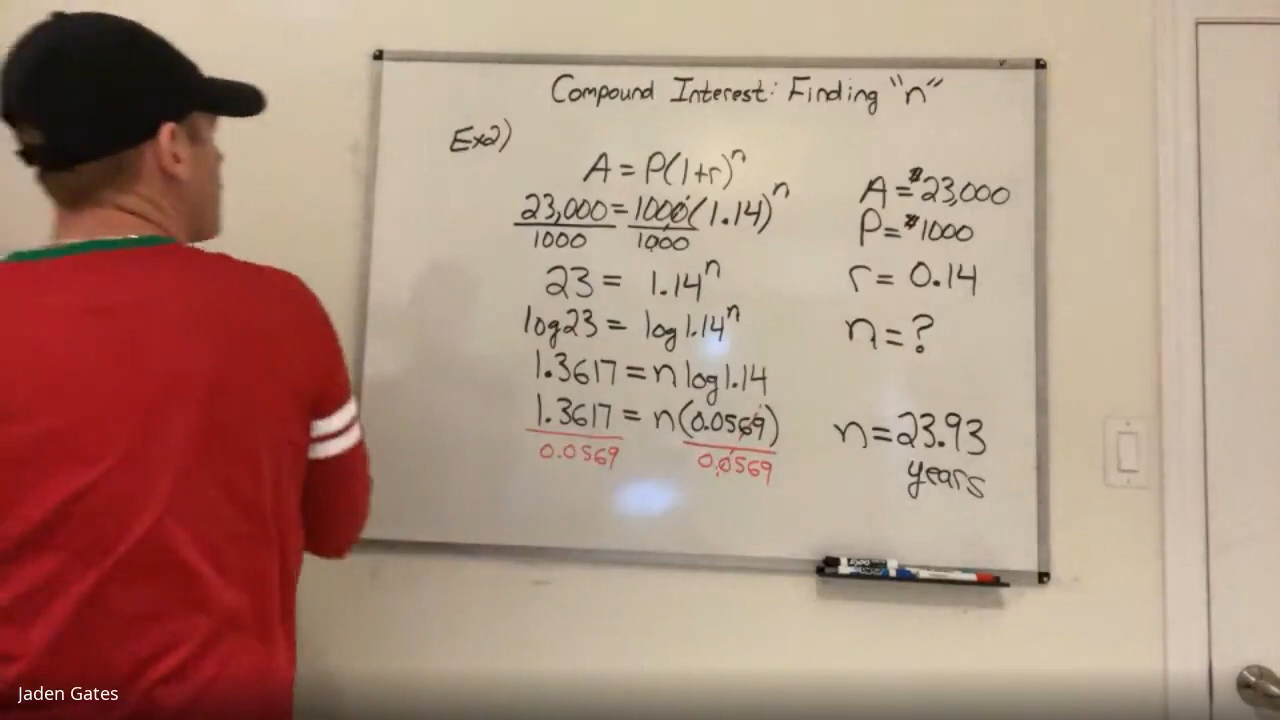 Compound Interest: Finding "n"
Ex2)
A = P(1+r)^n
23,000 = 1000(1.14)^n
1000 1000
23 = 1.14^n
log23 = log1.14^n
1.3617 = n log1.14
1.3617 = n(0.0569)
0.0569 0.0569
A = $23,000
P = $1000
r = 0.14
n = ?
n = 23.93
years
EXPO
Jaden Gates